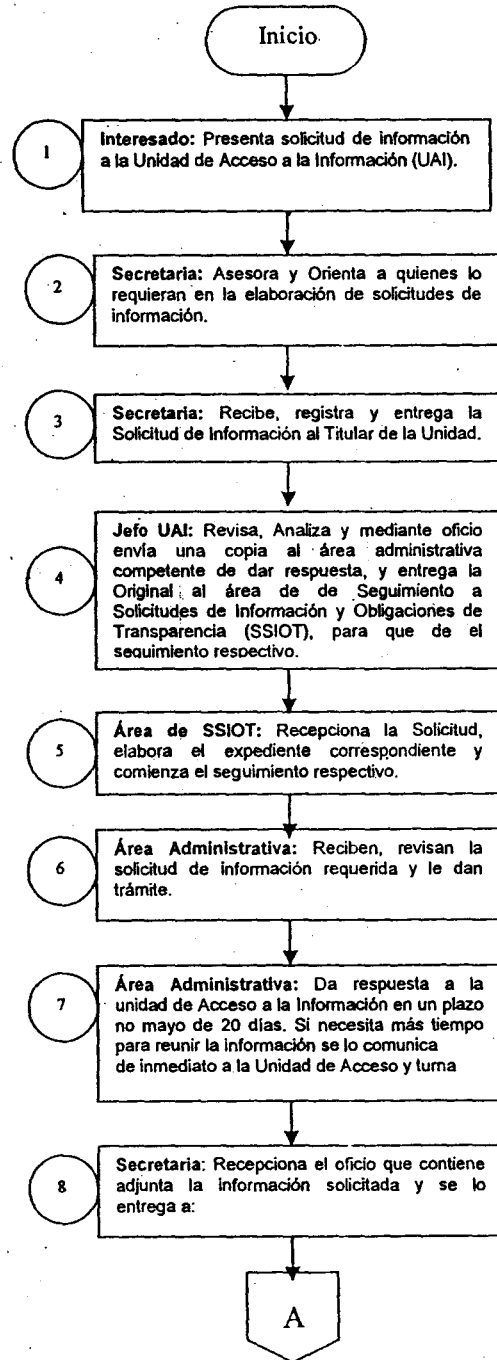 Inicio
1
Interesado: Presenta solicitud de información
a la Unidad de Acceso a la Información (UAI).
2
Secretaria: Asesora y Orienta a quienes lo
requieran en la elaboración de solicitudes de
información.
3
Secretaria: Recibe, registra y entrega la
Solicitud de Información al Titular de la Unidad.
4
Jefo UAI: Revisa, Analiza y mediante oficio
envía una copia al área administrativa
competente de dar respuesta, y entrega la
Original al área de de Seguimiento a
Solicitudes de Información y Obligaciones de
Transparencia (SSIOT), para que de el
seguimiento respectivo.
5
Área de SSIOT: Recepciona la Solicitud,
elabora el expediente correspondiente y
comienza el seguimiento respectivo.
6
Área Administrativa: Reciben, revisan la
solicitud de información requerida y le dan
trámite.
7
Área Administrativa: Da respuesta a la
unidad de Acceso a la Información en un plazo
no mayo de 20 días. Si necesita más tiempo
para reunir la información se lo comunica
de inmediato a la Unidad de Acceso y turna
8
Secretaria: Recepciona el oficio que contiene
adjunta la información solicitada y se lo
entrega a:
A